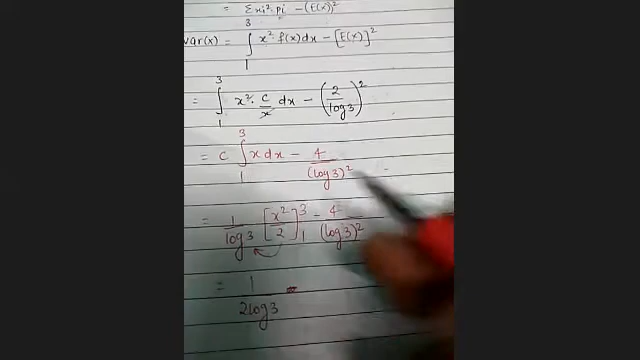 = Σxi²·pi − (E(x))²
var(x) = ∫₁³ x²·f(x)dx − [E(x)]²
= ∫₁³ x²· c/x dx − (2/log3)²
= c ∫₁³ x dx − 4/(log3)²
= 1/log3 [x²/2]₁³ − 4/(log3)²
= 1/2log3